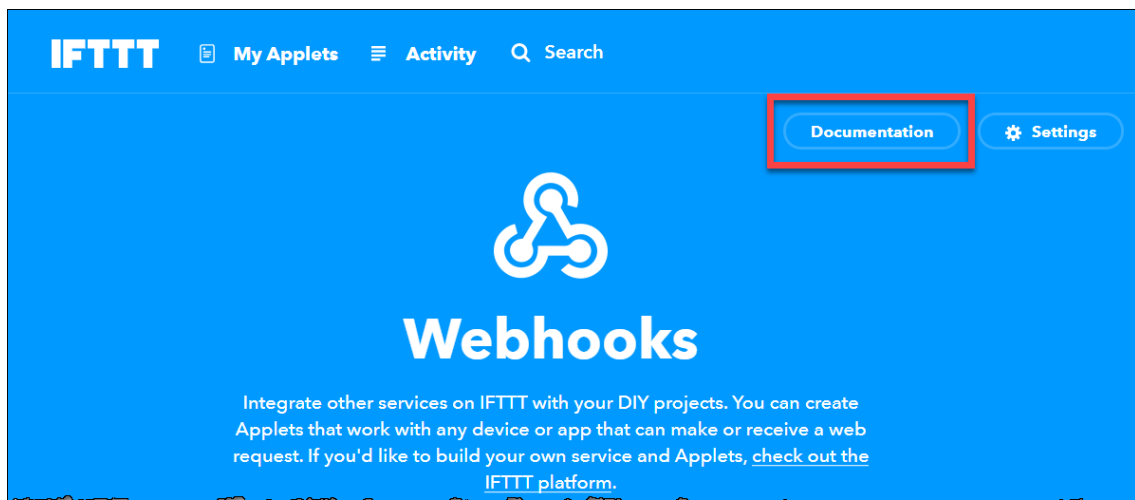 IFTTT My Applets Activity Search
Documentation Settings
Webhooks
Integrate other services on IFTTT with your DIY projects. You can create
Applets that work with any device or app that can make or receive a web
request. If you'd like to build your own service and Applets, check out the
IFTTT platform.